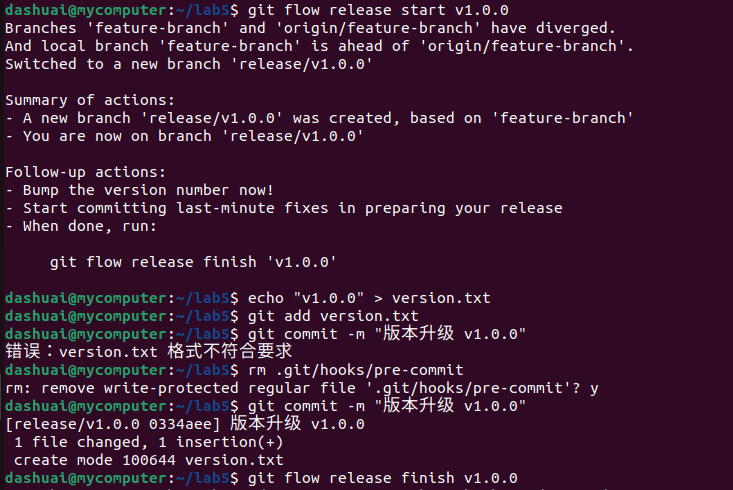 dashuai@mycomputer:~/lab5$ git flow release start v1.0.0
Branches 'feature-branch' and 'origin/feature-branch' have diverged.
And local branch 'feature-branch' is ahead of 'origin/feature-branch'.
Switched to a new branch 'release/v1.0.0'

Summary of actions:
- A new branch 'release/v1.0.0' was created, based on 'feature-branch'
- You are now on branch 'release/v1.0.0'

Follow-up actions:
- Bump the version number now!
- Start committing last-minute fixes in preparing your release
- When done, run:

     git flow release finish 'v1.0.0'

dashuai@mycomputer:~/lab5$ echo "v1.0.0" > version.txt
dashuai@mycomputer:~/lab5$ git add version.txt
dashuai@mycomputer:~/lab5$ git commit -m "版本升级 v1.0.0"
错误：version.txt 格式不符合要求
dashuai@mycomputer:~/lab5$ rm .git/hooks/pre-commit
rm: remove write-protected regular file '.git/hooks/pre-commit'? y
dashuai@mycomputer:~/lab5$ git commit -m "版本升级 v1.0.0"
[release/v1.0.0 0334aee] 版本升级 v1.0.0
 1 file changed, 1 insertion(+)
 create mode 100644 version.txt
dashuai@mycomputer:~/lab5$ git flow release finish v1.0.0